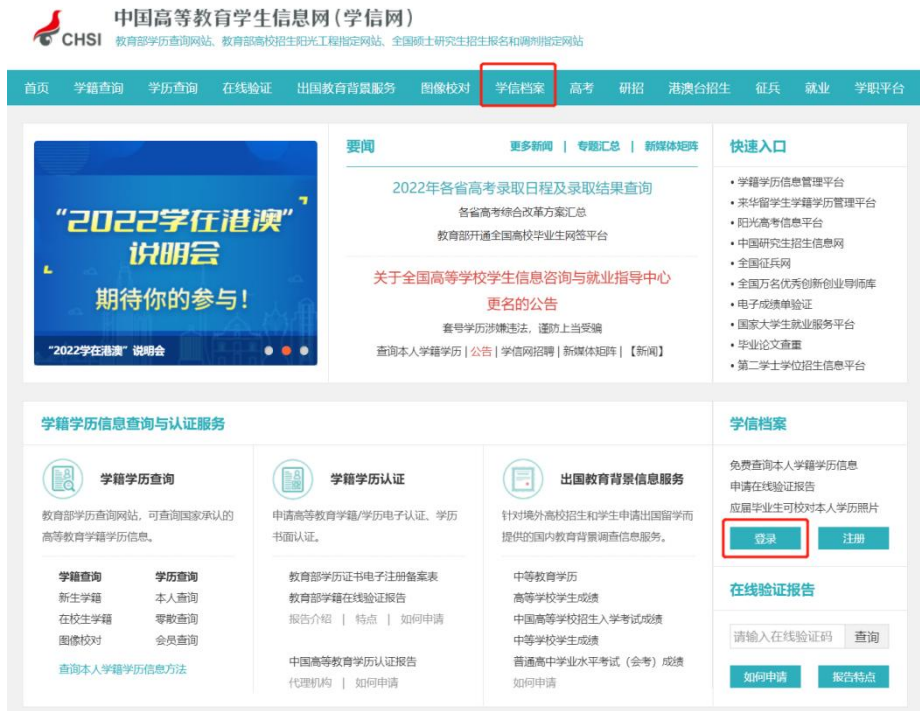 中国高等教育学生信息网(学信网)
CHSI 教育部学历查询网站、教育部高校招生阳光工程指定网站、全国硕士研究生招生报名和调剂指定网站
首页 学籍查询 学历查询 在线验证 出国教育背景服务 图像校对 学信档案 高考 研招 港澳台招生 征兵 就业 学职平台
“2022学在港澳”
说明会
期待你的参与!
“2022学在港澳”说明会
要闻 更多新闻 | 专题汇总 | 新媒体矩阵
2022年各省高考录取日程及录取结果查询
各省高考综合改革方案汇总
教育部开通全国高校毕业生网签平台
关于全国高等学校学生信息咨询与就业指导中心
更名的公告
套号学历涉嫌违法、谨防上当受骗
查询本人学籍学历 | 公告 | 学信网招聘 | 新媒体矩阵 | 【新闻】
快速入口
• 学籍学历信息管理平台
• 来华留学生学籍学历管理平台
• 阳光高考信息平台
• 中国研究生招生信息网
• 全国征兵网
• 全国万名优秀创新创业导师库
• 电子成绩单验证
• 国家大学生就业服务平台
• 毕业论文查重
• 第二学士学位招生信息平台
学籍学历信息查询与认证服务
学籍学历查询
教育部学历查询网站,可查询国家承认的
高等教育学籍学历信息。
学籍查询 学历查询
新生学籍 本人查询
在校生学籍 零散查询
图像校对 会员查询
查询本人学籍学历信息方法
学籍学历认证
申请高等教育学籍/学历电子认证、学历
书面认证。
教育部学历证书电子注册备案表
教育部学籍在线验证报告
报告介绍 | 特点 | 如何申请
中国高等教育学历认证报告
代理机构 | 如何申请
出国教育背景信息服务
针对境外高校招生和学生申请出国留学而
提供的国内教育背景调查信息服务。
中等教育学历
高等学校学生成绩
中国高等学校招生入学考试成绩
中等学校学生成绩
普通高中学业水平考试(会考)成绩
如何申请
学信档案
免费查询本人学籍学历信息
申请在线验证报告
应届毕业生可校对本人学历照片
登录 注册
在线验证报告
请输入在线验证码 查询
如何申请 报告特点